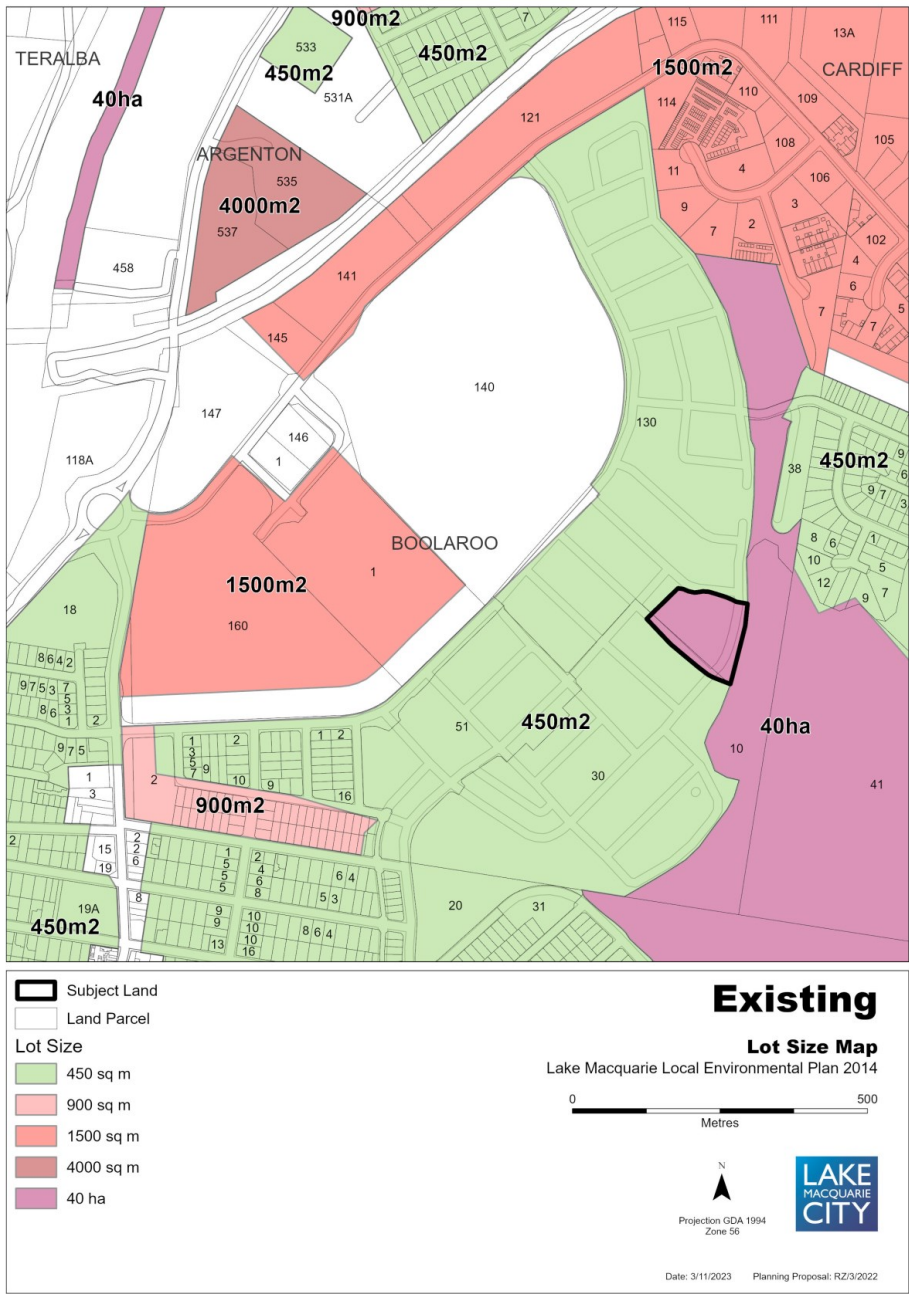 900m2
7
115
111
13A
533
450m2
TERALBA
450m2
1500m2
CARDIFF
40ha
531A
114
110
109
121
108
105
ARGENTON
535
11
4
106
4000m2
9
3
537
7
2
102
4
458
141
6
5
7
7
145
140
147
130
146
118A
1
38
450m2
9
6
9 7
3
8 6
1
BOOLAROO
10
5
1500m2
1
12
9
7
18
160
8 6 4 2
9 7 5 3
7
5
3
8 6
1
2
51
450m2
40ha
10
9 7 5
1
3
5
7
9
2
10
9
1 2
16
1
3
2
30
41
900m2
2
2
6
15
19
2
1
5
5
5
2
4
6
8
6 4
5 3
8
19A
450m2
9
9
13
10
10
10
16
8 6 4
20
31
Subject Land
Land Parcel
Lot Size
450 sq m
900 sq m
1500 sq m
4000 sq m
40 ha
Existing
Lot Size Map
Lake Macquarie Local Environmental Plan 2014
0 500
Metres
N
Projection GDA 1994
Zone 56
LAKE
MACQUARIE
CITY
Date: 3/11/2023 Planning Proposal: RZ/3/2022